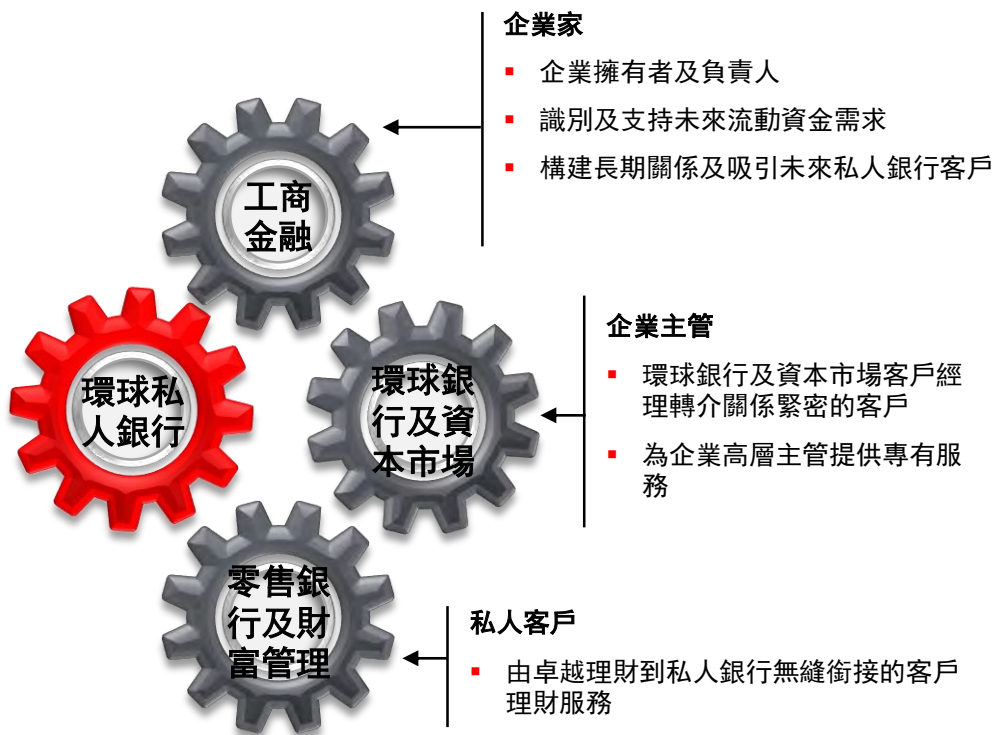 企業家
▪ 企業擁有者及負責人
▪ 識別及支持未來流動資金需求
▪ 構建長期關係及吸引未來私人銀行客戶
工商
金融
環球私
人銀行
環球銀
行及資
本市場
企業主管
▪ 環球銀行及資本市場客戶經
理轉介關係緊密的客戶
▪ 為企業高層主管提供專有服
務
零售銀
行及財
富管理
私人客戶
▪ 由卓越理財到私人銀行無縫銜接的客戶
理財服務